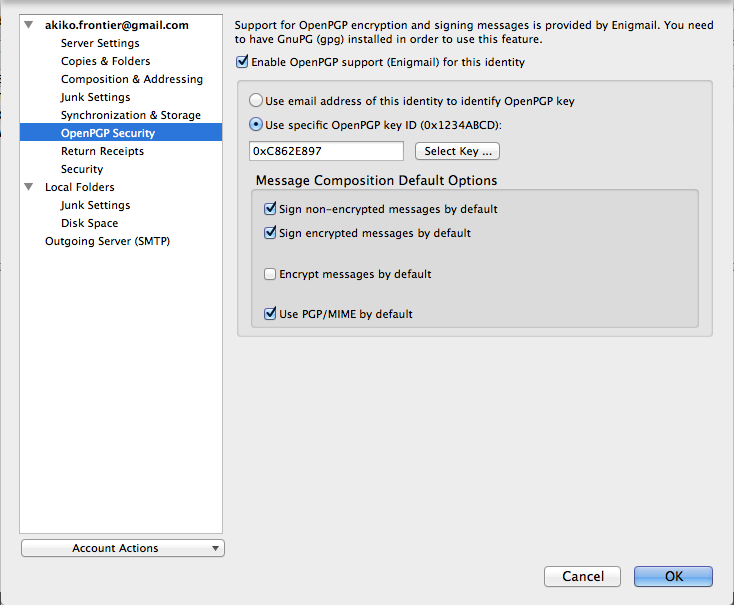 akiko.frontier@gmail.com
Server Settings
Copies & Folders
Composition & Addressing
Junk Settings
Synchronization & Storage
OpenPGP Security
Return Receipts
Security
Local Folders
Junk Settings
Disk Space
Outgoing Server (SMTP)
Account Actions
Support for OpenPGP encryption and signing messages is provided by Enigmail. You need
to have GnuPG (gpg) installed in order to use this feature.
Enable OpenPGP support (Enigmail) for this identity
Use email address of this identity to identify OpenPGP key
Use specific OpenPGP key ID (0x1234ABCD):
0xC862E897
Select Key ...
Message Composition Default Options
Sign non-encrypted messages by default
Sign encrypted messages by default
Encrypt messages by default
Use PGP/MIME by default
Cancel
OK